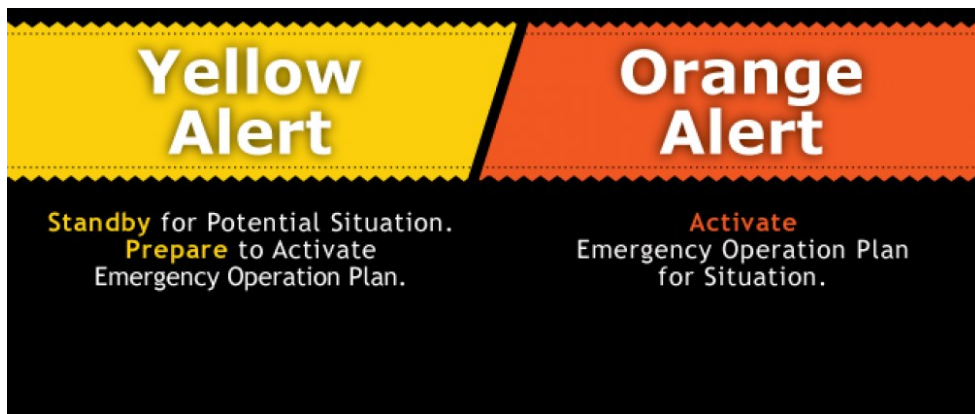 Yellow
Alert
Standby for Potential Situation.
Prepare to Activate
Emergency Operation Plan.
Orange
Alert
Activate
Emergency Operation Plan
for Situation.